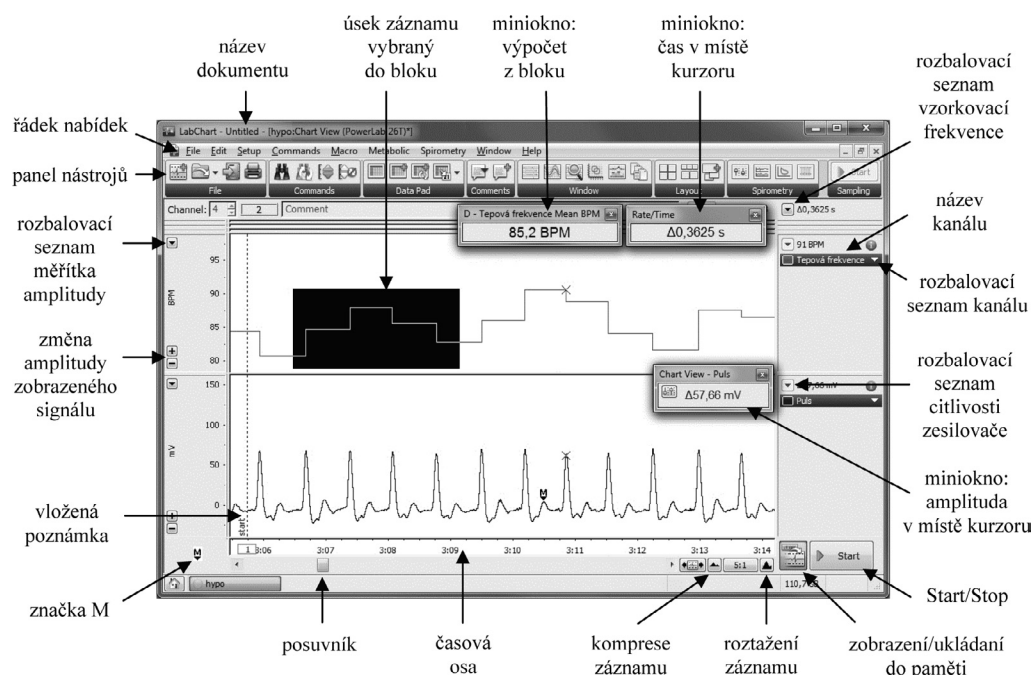 úsek záznamu
vybraný
do bloku
miniokno:
výpočet
z bloku
miniokno:
čas v místě
kurzoru
název
dokumentu
rozbalovací
seznam
vzorkovací
frekvence
řádek nabídek
panel nástrojů
LabChart - Untitled - [hypo:Chart View (PowerLab 26T)*]
File Edit Setup Commands Macro Metabolic Spirometry Window Help
Start
File Commands Data Pad Comments Window Layout Spirometry Sampling
Channel: 4 2 Comment
D - Tepová frekvence Mean BPM
85,2 BPM
Rate/Time
Δ0,3625 s
Δ0,3625 s
rozbalovací
seznam
měřítka
amplitudy
název
kanálu
91 BPM
Tepová frekvence
rozbalovací
seznam kanálu
95
90
85
80
BPM
změna
amplitudy
zobrazeného
signálu
Chart View - Puls
Δ57,66 mV
7,66 mV
Puls
rozbalovací
seznam
citlivosti
zesilovače
150
100
50
0
mV
M
start
miniokno:
amplituda
v místě kurzoru
vložená
poznámka
M
1 3:06 3:07 3:08 3:09 3:10 3:11 3:12 3:13 3:14
5:1
Start
hypo
značka M
posuvník
časová
osa
komprese
záznamu
roztažení
záznamu
Start/Stop
zobrazení/ukládaní
do paměti